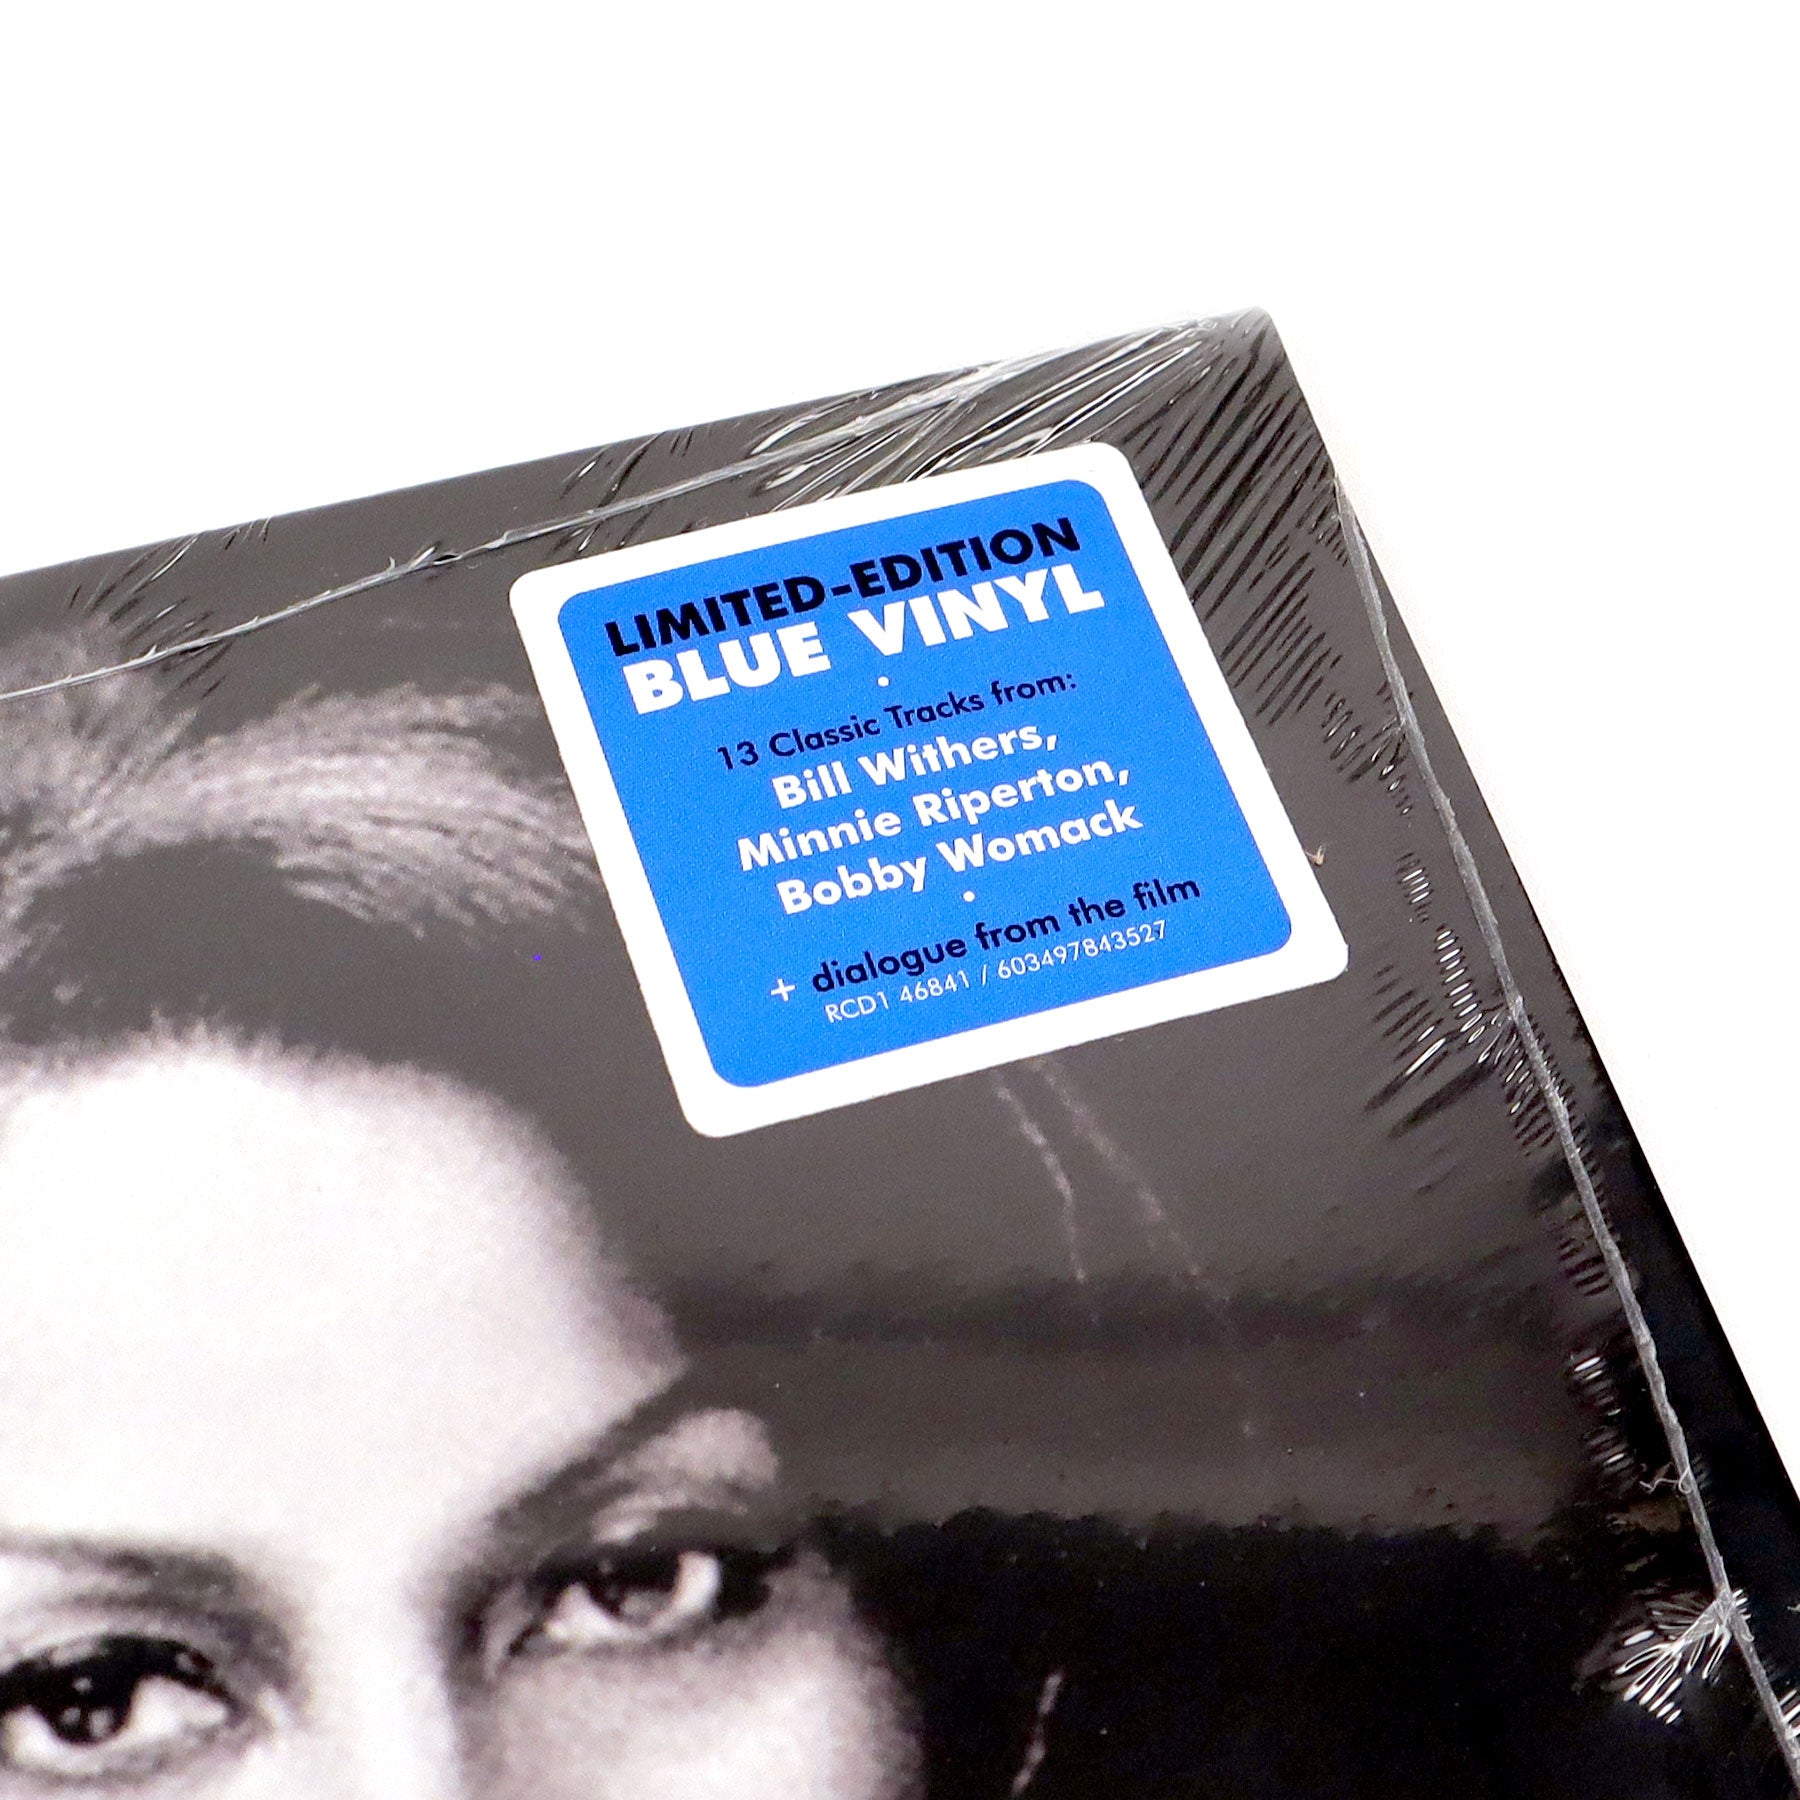 LIMITED-EDITION
BLUE VINYL
•
13 Classic Tracks from:
Bill Withers,
Minnie Riperton,
Bobby Womack
•
+ dialogue from the film
RCD1 46841 / 603497843527